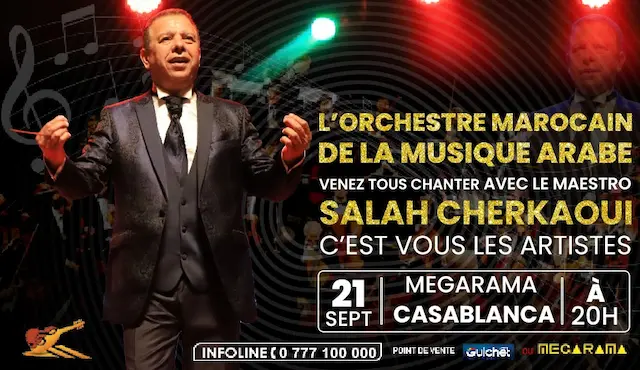 L'ORCHESTRE MAROCAIN
DE LA MUSIQUE ARABE
VENEZ TOUS CHANTER AVEC LE MAESTRO
SALAH CHERKAOUI
C'EST VOUS LES ARTISTES
21 SEPT
MEGARAMA
CASABLANCA
À 20H
INFOLINE 0 777 100 000
POINT DE VENTE Guichet OU MEGARAMA